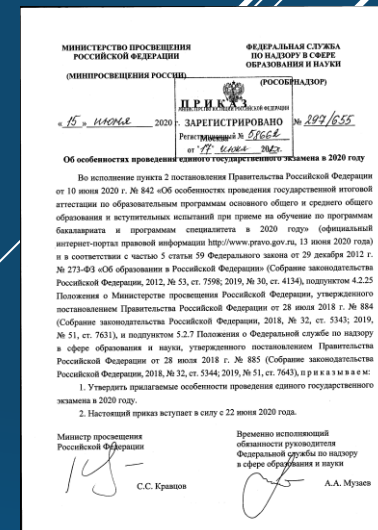 МИНИСТЕРСТВО ПРОСВЕЩЕНИЯ
РОССИЙСКОЙ ФЕДЕРАЦИИ
(МИНПРОСВЕЩЕНИЯ РОССИИ)
ФЕДЕРАЛЬНАЯ СЛУЖБА
ПО НАДЗОРУ В СФЕРЕ
ОБРАЗОВАНИЯ И НАУКИ
(РОСОБРНАДЗОР)
ПРИКАЗ
МИНИСТЕРСТВО ЮСТИЦИИ РОССИЙСКОЙ ФЕДЕРАЦИИ
« 15 » июня 2020 г. ЗАРЕГИСТРИРОВАНО № 297/655
Регистрационный № 58661
Москва
от "17" июня 2020г.
Об особенностях проведения единого государственного экзамена в 2020 году
Во исполнение пункта 2 постановления Правительства Российской Федерации
от 10 июня 2020 г. № 842 «Об особенностях проведения государственной итоговой
аттестации по образовательным программам основного общего и среднего общего
образования и вступительных испытаний при приеме на обучение по программам
бакалавриата и программам специалитета в 2020 году» (официальный
интернет-портал правовой информации http://www.pravo.gov.ru, 13 июня 2020 года)
и в соответствии с частью 5 статьи 59 Федерального закона от 29 декабря 2012 г.
№ 273-ФЗ «Об образовании в Российской Федерации» (Собрание законодательства
Российской Федерации, 2012, № 53, ст. 7598; 2019, № 30, ст. 4134), подпунктом 4.2.25
Положения о Министерстве просвещения Российской Федерации, утвержденного
постановлением Правительства Российской Федерации от 28 июля 2018 г. № 884
(Собрание законодательства Российской Федерации, 2018, № 32, ст. 5343; 2019,
№ 51, ст. 7631), и подпунктом 5.2.7 Положения о Федеральной службе по надзору
в сфере образования и науки, утвержденного постановлением Правительства
Российской Федерации от 28 июля 2018 г. № 885 (Собрание законодательства
Российской Федерации, 2018, № 32, ст. 5344; 2019, № 51, ст. 7643), п р и к а з ы в а е м:
1. Утвердить прилагаемые особенности проведения единого государственного
экзамена в 2020 году.
2. Настоящий приказ вступает в силу с 22 июня 2020 года.
Министр просвещения
Российской Федерации
С.С. Кравцов
Временно исполняющий
обязанности руководителя
Федеральной службы по надзору
в сфере образования и науки
А.А. Музаев